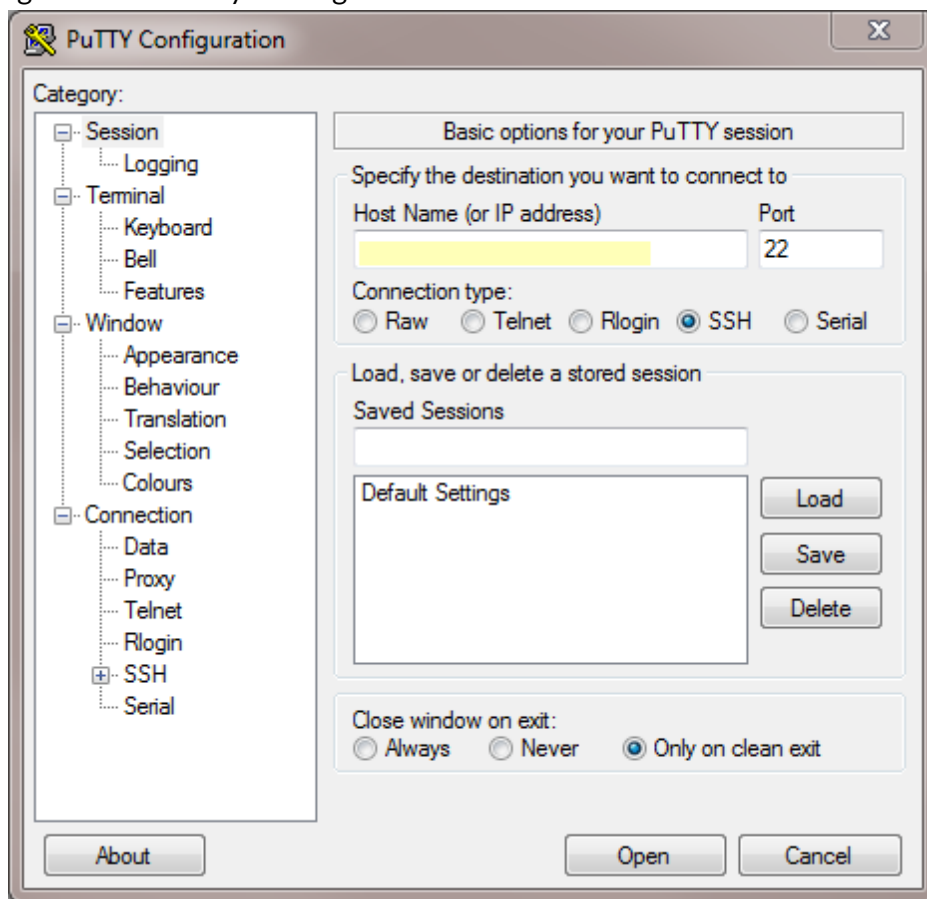 PuTTY Configuration
Category:
Session
Logging
Terminal
Keyboard
Bell
Features
Window
Appearance
Behaviour
Translation
Selection
Colours
Connection
Data
Proxy
Telnet
Rlogin
SSH
Serial
Basic options for your PuTTY session
Specify the destination you want to connect to
Host Name (or IP address) Port
22
Connection type:
Raw Telnet Rlogin SSH Serial
Load, save or delete a stored session
Saved Sessions
Default Settings
Load
Save
Delete
Close window on exit:
Always Never Only on clean exit
About Open Cancel